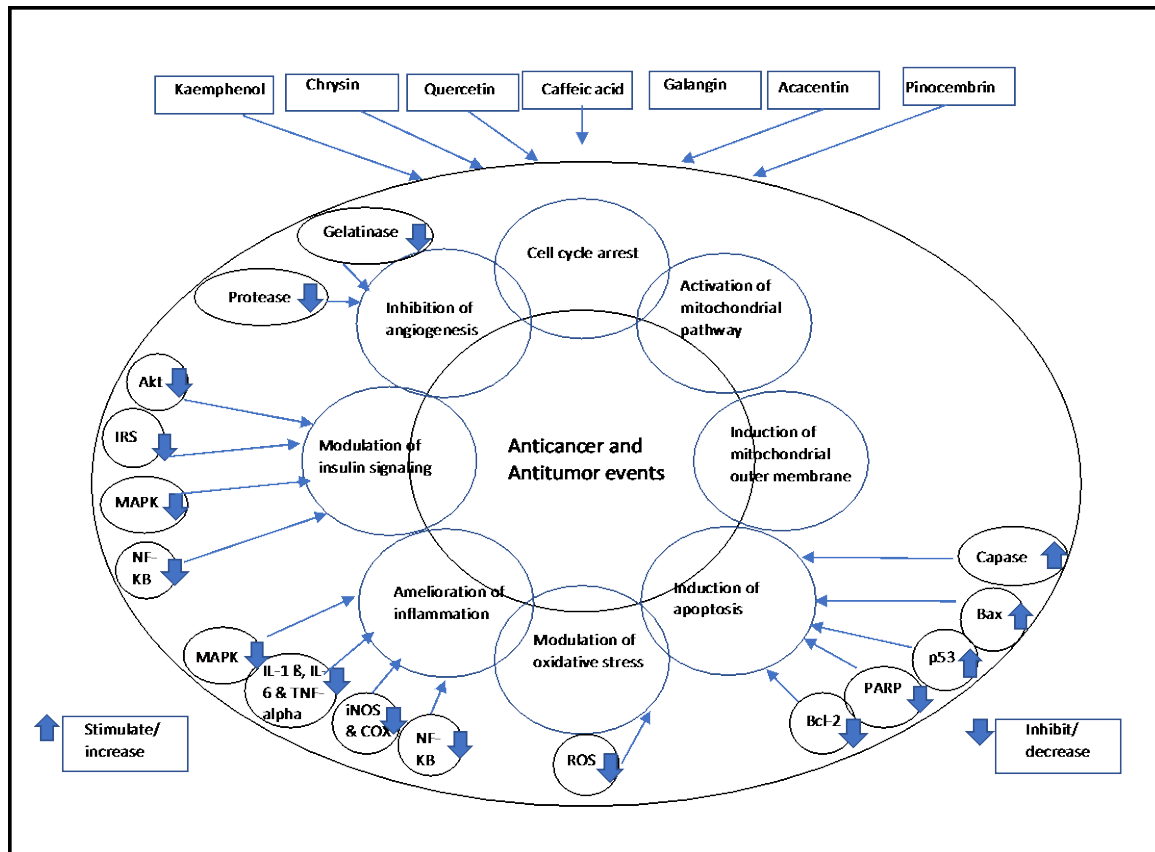 Kaemphenol
Chrysin
Quercetin
Caffeic acid
Galangin
Acacentin
Pinocembrin
Gelatinase
Cell cycle arrest
Protease
Inhibition of
angiogenesis
Activation of
mitochondrial
pathway
Akt
IRS
MAPK
NF-
KB
Modulation of
insulin signaling
Anticancer and
Antitumor events
Induction of
mitochondrial
outer membrane
Capase
Bax
p53
PARP
Bcl-2
Induction of
apoptosis
Amelioration of
inflammation
Modulation of
oxidative stress
MAPK
IL-1 ß, IL-
6 & TNF-
alpha
iNOS
& COX
NF-
KB
ROS
Stimulate/
increase
Inhibit/
decrease